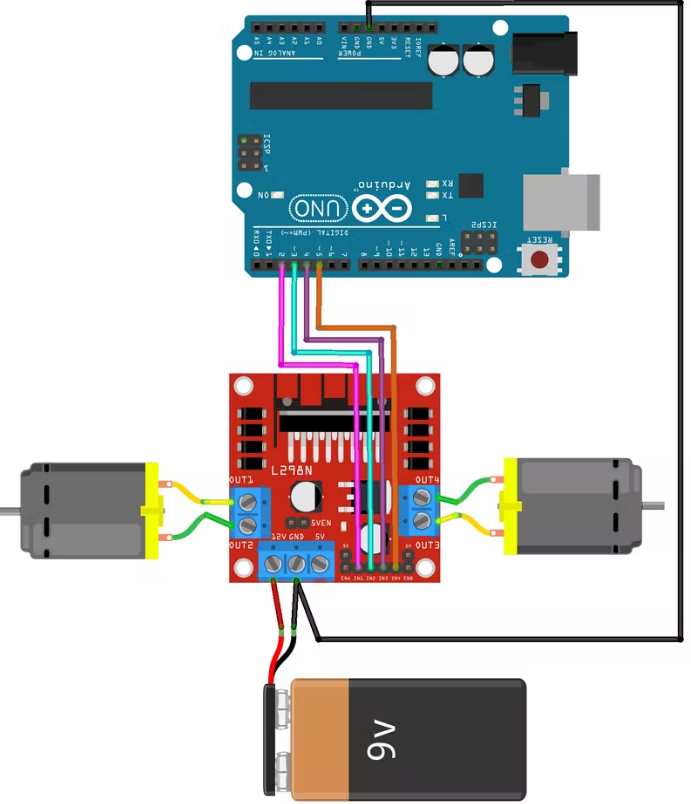 A5 A4 A3 A2 A1 A0 VIN GND GND 5V 3V3 RESET IOREF
ANALOG IN POWER
ICSP
1
ON
UNO
Arduino
RX
TX
L
ICSP2
RESET
DIGITAL (PWM=~)
RX0◄0 TX0►1 2 ~3 4 ~5 ~6 7 8 ~9 ~10 ~11 12 13 GND AREF
L298N
OUT1
OUT4
5VEN
OUT2
12V GND 5V
OUT3
5V 5V
ENA IN1 IN2 IN3 IN4 ENB
9v